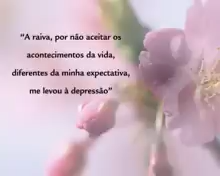 “A raiva, por não aceitar os
acontecimentos da vida,
diferentes da minha expectativa,
me levou à depressão”